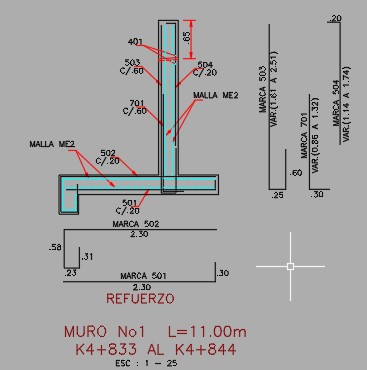 401
.65
503
C/.60
504
C/.20
701
C/.60
MALLA ME2
MALLA ME2
502
C/.20
501
C/.20
MARCA 503
VAR.(1.61 A 2.51)
.60
.25
MARCA 701
VAR.(0.86 A 1.32)
.30
.20
MARCA 504
VAR.(1.14 A 1.74)
MARCA 502
2.30
.58
.31
.23
MARCA 501
2.30
.30
REFUERZO
MURO No1 L=11.00m
K4+833 AL K4+844
ESC : 1 - 25